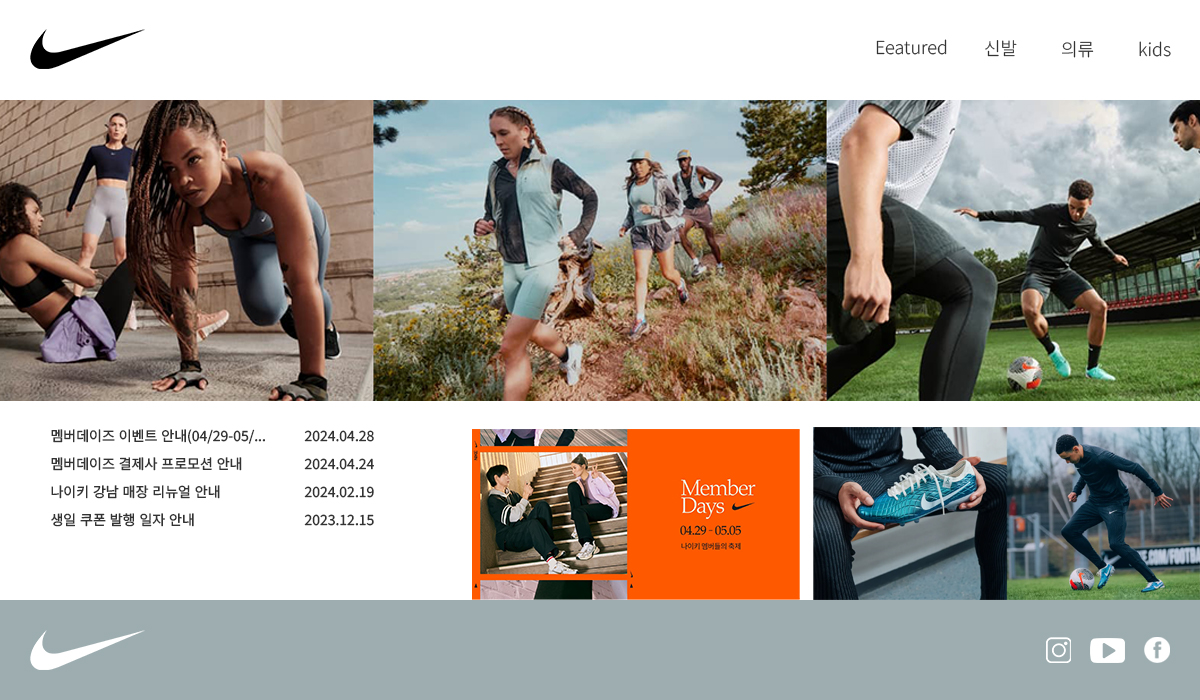 Eeatured 신발 의류 kids
멤버데이즈 이벤트 안내(04/29-05/... 2024.04.28
멤버데이즈 결제사 프로모션 안내 2024.04.24
나이키 강남 매장 리뉴얼 안내 2024.02.19
생일 쿠폰 발행 일자 안내 2023.12.15
Member
Days
04.29 - 05.05
나이키 멤버들의 축제